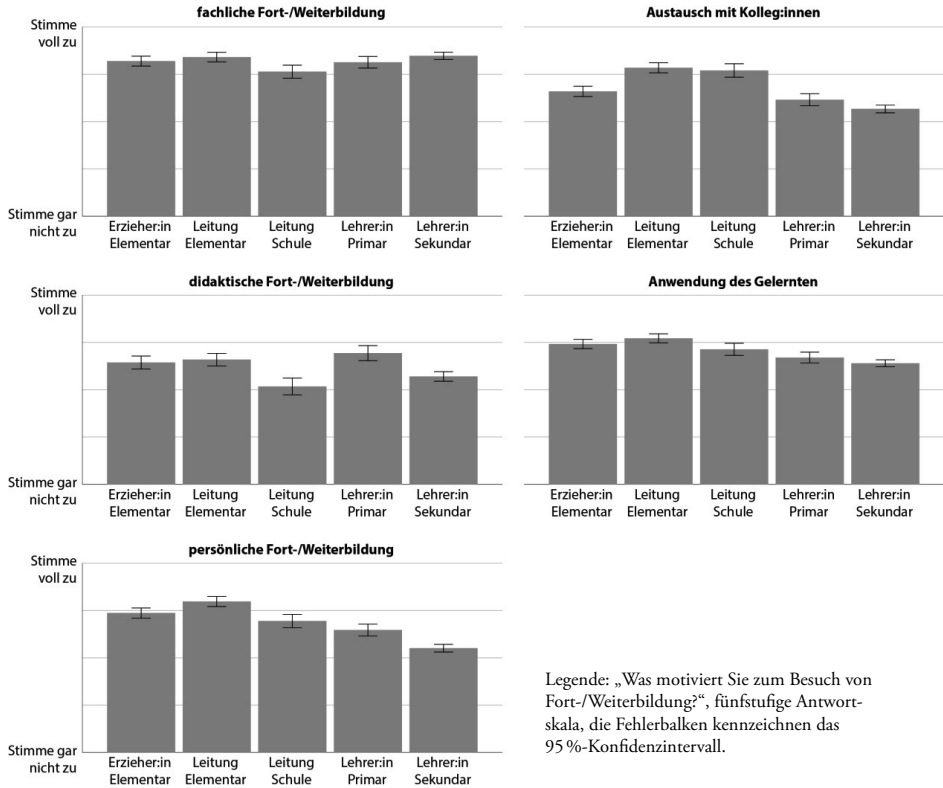 fachliche Fort-/Weiterbildung
Stimme
voll zu
Stimme gar
nicht zu
Erzieher:in
Elementar
Leitung
Elementar
Leitung
Schule
Lehrer:in
Primar
Lehrer:in
Sekundar
Austausch mit Kolleg:innen
Erzieher:in
Elementar
Leitung
Elementar
Leitung
Schule
Lehrer:in
Primar
Lehrer:in
Sekundar
didaktische Fort-/Weiterbildung
Stimme
voll zu
Stimme gar
nicht zu
Erzieher:in
Elementar
Leitung
Elementar
Leitung
Schule
Lehrer:in
Primar
Lehrer:in
Sekundar
Anwendung des Gelernten
Erzieher:in
Elementar
Leitung
Elementar
Leitung
Schule
Lehrer:in
Primar
Lehrer:in
Sekundar
persönliche Fort-/Weiterbildung
Stimme
voll zu
Stimme gar
nicht zu
Erzieher:in
Elementar
Leitung
Elementar
Leitung
Schule
Lehrer:in
Primar
Lehrer:in
Sekundar
Legende: „Was motiviert Sie zum Besuch von
Fort-/Weiterbildung?“, fünfstufige Antwort-
skala, die Fehlerbalken kennzeichnen das
95 %-Konfidenzintervall.